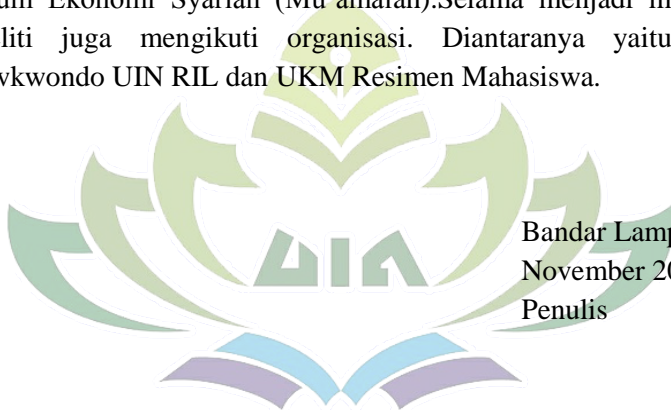 Ekonomi Syariah (Mu'amalah).Selama menjadi
juga mengikuti organisasi. Diantaranya yaitu
UIN RIL dan UKM Resimen Mahasiswa.
UIN
Bandar
November
Penulis